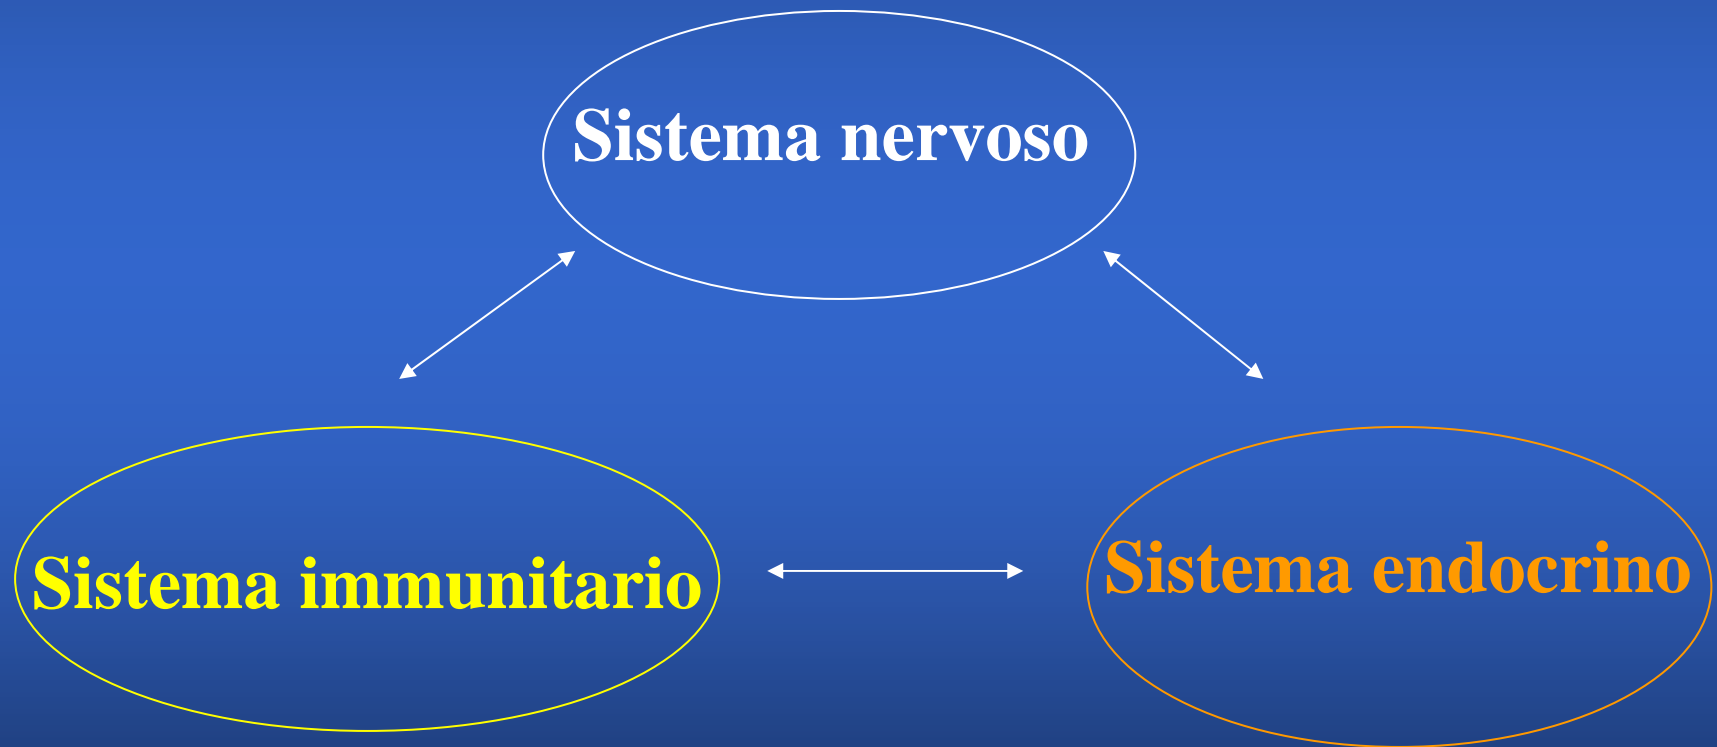 Sistema nervoso
Sistema immunitario
Sistema endocrino